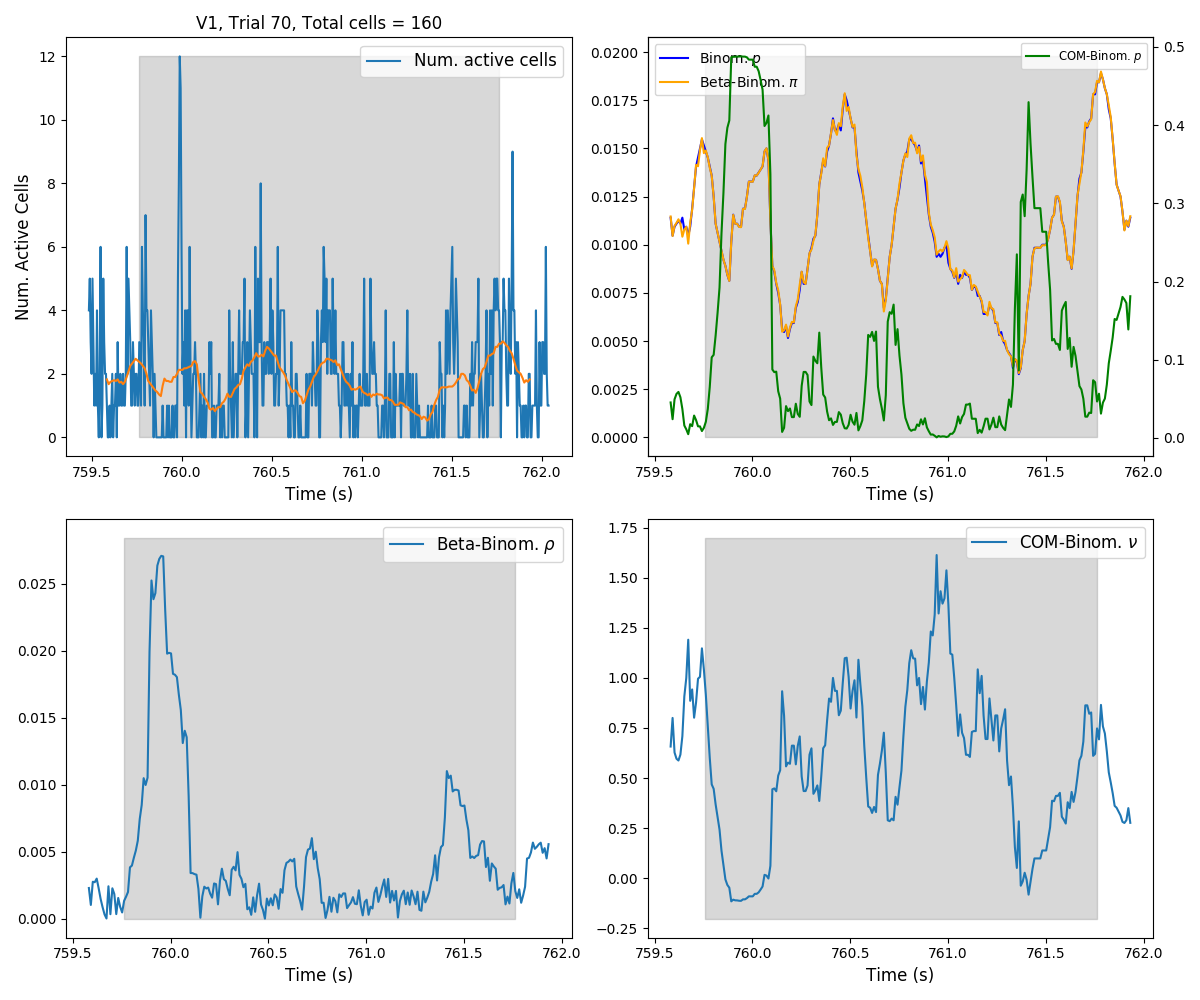 V1, Trial 70, Total cells = 160
Num. active cells
12
10
8
6
4
2
0
Num. Active Cells
759.5 760.0 760.5 761.0 761.5 762.0
Time (s)
Binom. p
Beta-Binom. π
COM-Binom. p
0.0200
0.0175
0.0150
0.0125
0.0100
0.0075
0.0050
0.0025
0.0000
0.5
0.4
0.3
0.2
0.1
0.0
759.5 760.0 760.5 761.0 761.5 762.0
Time (s)
Beta-Binom. ρ
0.025
0.020
0.015
0.010
0.005
0.000
759.5 760.0 760.5 761.0 761.5 762.0
Time (s)
COM-Binom. ν
1.75
1.50
1.25
1.00
0.75
0.50
0.25
0.00
−0.25
759.5 760.0 760.5 761.0 761.5 762.0
Time (s)